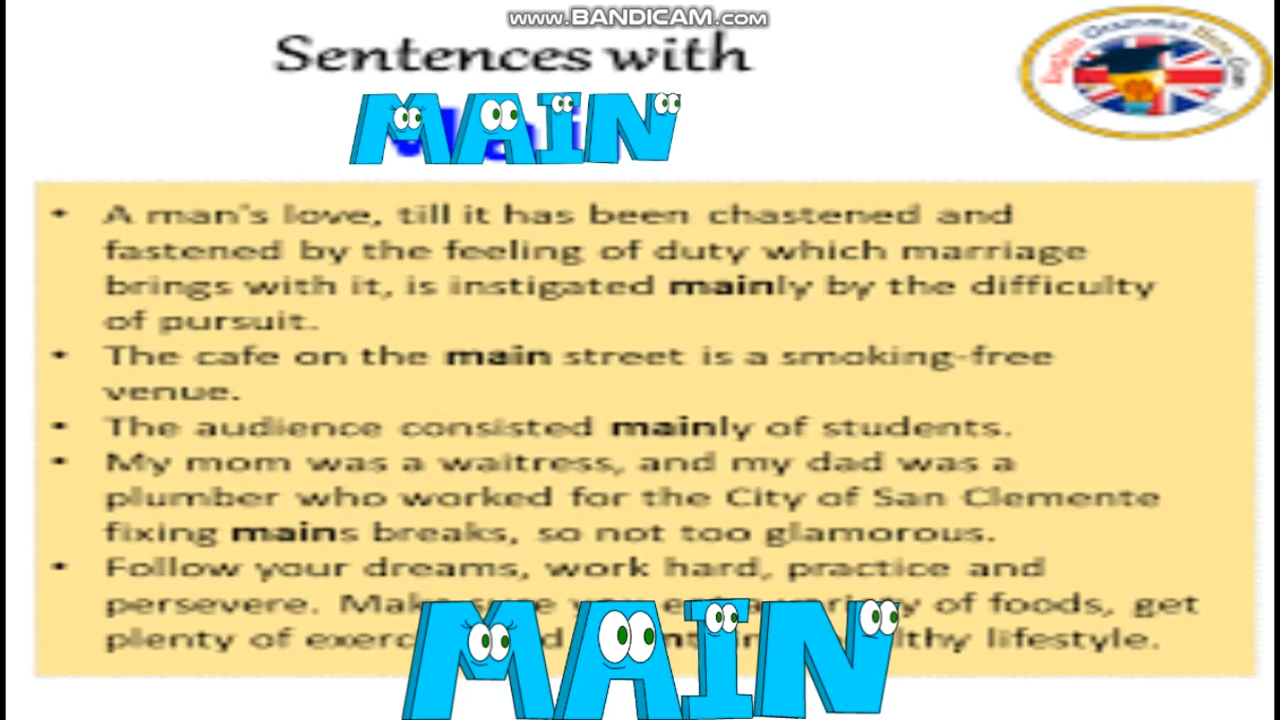 www.BANDICAM.com
Sentences with
MAIN
English Grammar Here.Com
• A man's love, till it has been chastened and
fastened by the feeling of duty which marriage
brings with it, is instigated mainly by the difficulty
of pursuit.
• The cafe on the main street is a smoking-free
venue.
• The audience consisted mainly of students.
• My mom was a waitress, and my dad was a
plumber who worked for the City of San Clemente
fixing mains breaks, so not too glamorous.
• Follow your dreams, work hard, practice and
persevere. of foods, get
plenty of lifestyle.
MAIN